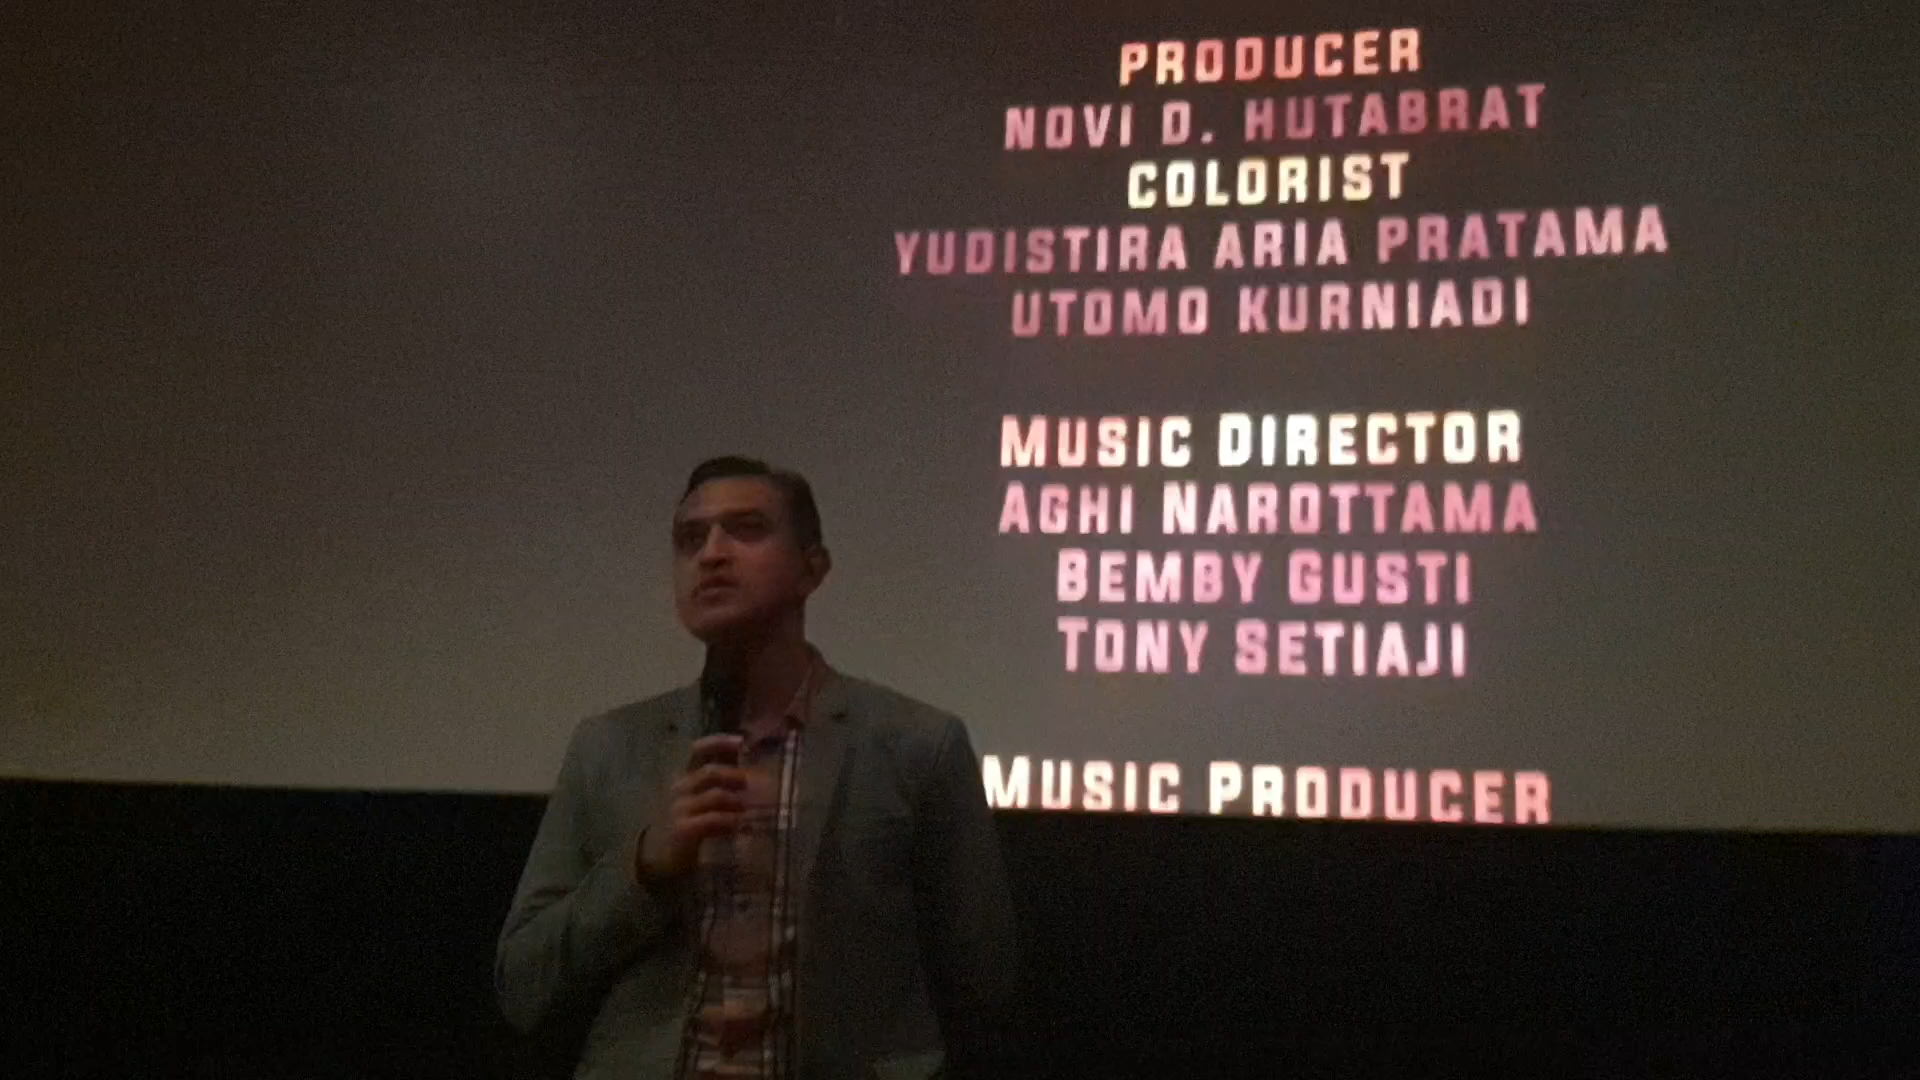 PRODUCER
NOVI D. HUTABRAT
COLORIST
YUDISTIRA ARIA PRATAMA
UTOMO KURNIADI
MUSIC DIRECTOR
AGHI NAROTTAMA
BEMBY GUSTI
TONY SETIAJI
MUSIC PRODUCER